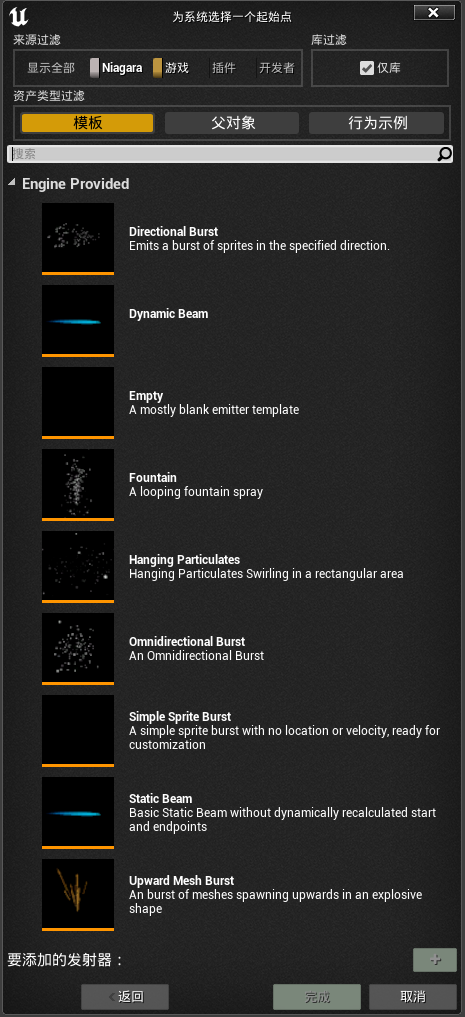 为系统选择一个起始点
来源过滤
库过滤
显示全部 Niagara 游戏 插件 开发者
仅库
资产类型过滤
模板 父对象 行为示例
搜索
Engine Provided
Directional Burst
Emits a burst of sprites in the specified direction.
Dynamic Beam
Empty
A mostly blank emitter template
Fountain
A looping fountain spray
Hanging Particulates
Hanging Particulates Swirling in a rectangular area
Omnidirectional Burst
An Omnidirectional Burst
Simple Sprite Burst
A simple sprite burst with no location or velocity, ready for
customization
Static Beam
Basic Static Beam without dynamically recalculated start
and endpoints
Upward Mesh Burst
An burst of meshes spawning upwards in an explosive
shape
要添加的发射器：
返回 完成 取消